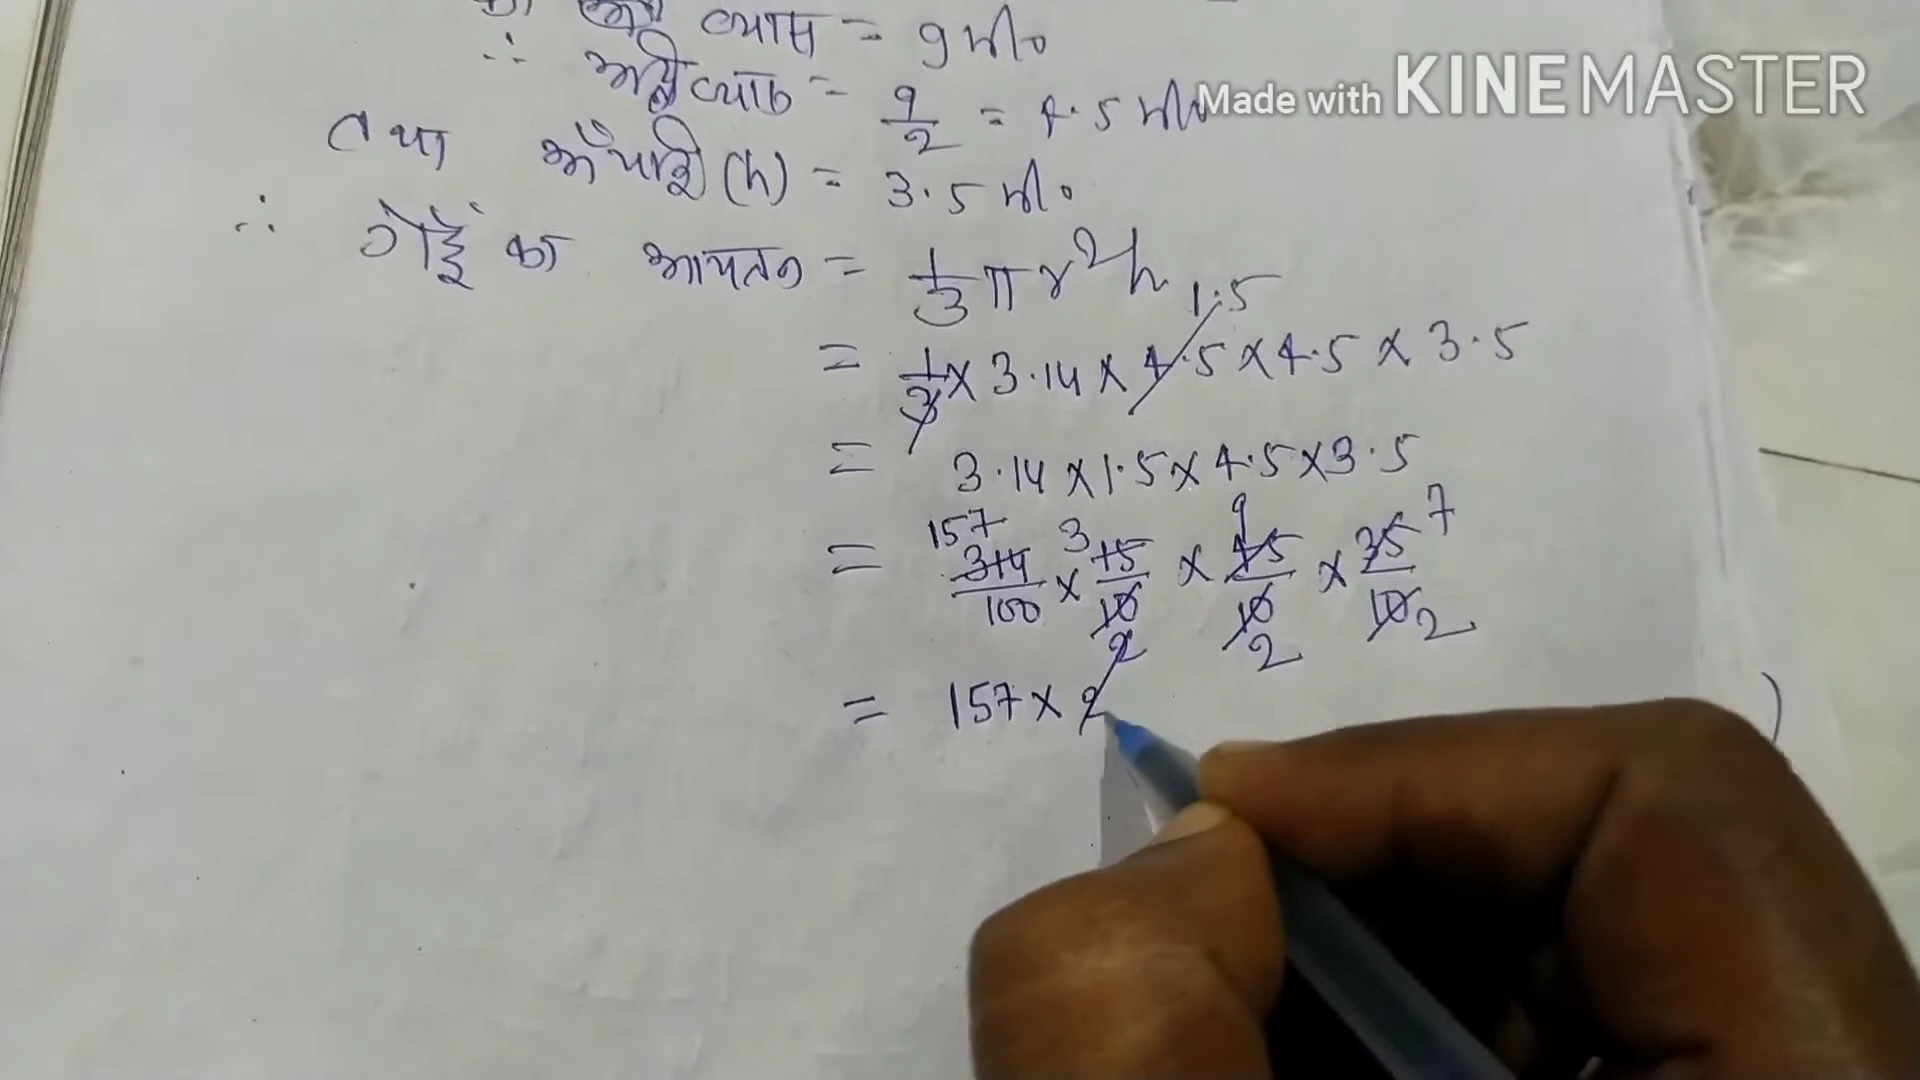 व्यास = 9 मी०
∴ अर्द्धव्यास = 9/2 = 4.5 मी०
Made with KINEMASTER
तथा ऊँचाई (h) = 3.5 मी०
∴ गेहूँ का आयतन = 1/3 π r²h
1.5
= 1/3 × 3.14 × 4.5 × 4.5 × 3.5
= 3.14 × 1.5 × 4.5 × 3.5
157 3 9 7
= 314/100 × 15/10 × 45/10 × 35/10
2 2 2
= 157 × 2